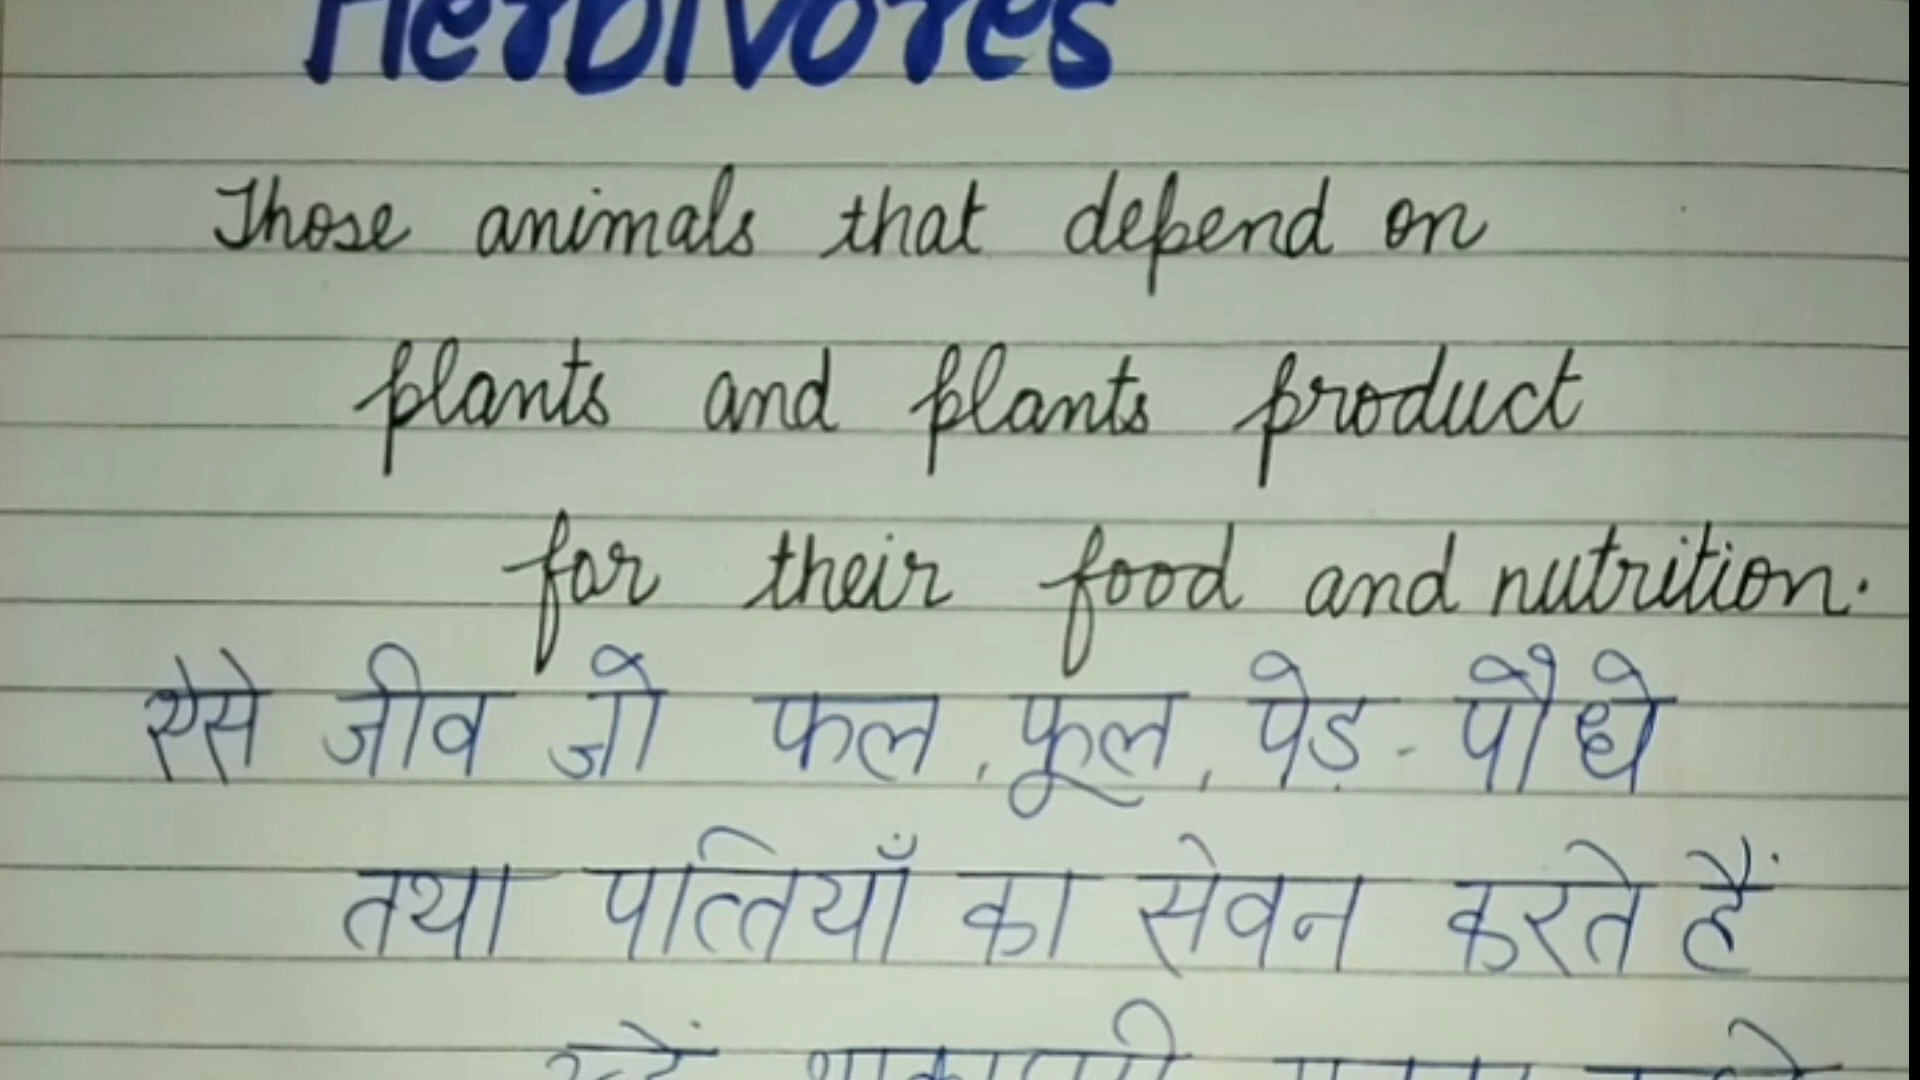 Herbivores
Those animals that depend on
plants and plants product
for their food and nutrition.
ऐसे जीव जो फल, फूल, पेड़-पौधे
तथा पत्तियाँ का सेवन करते हैं